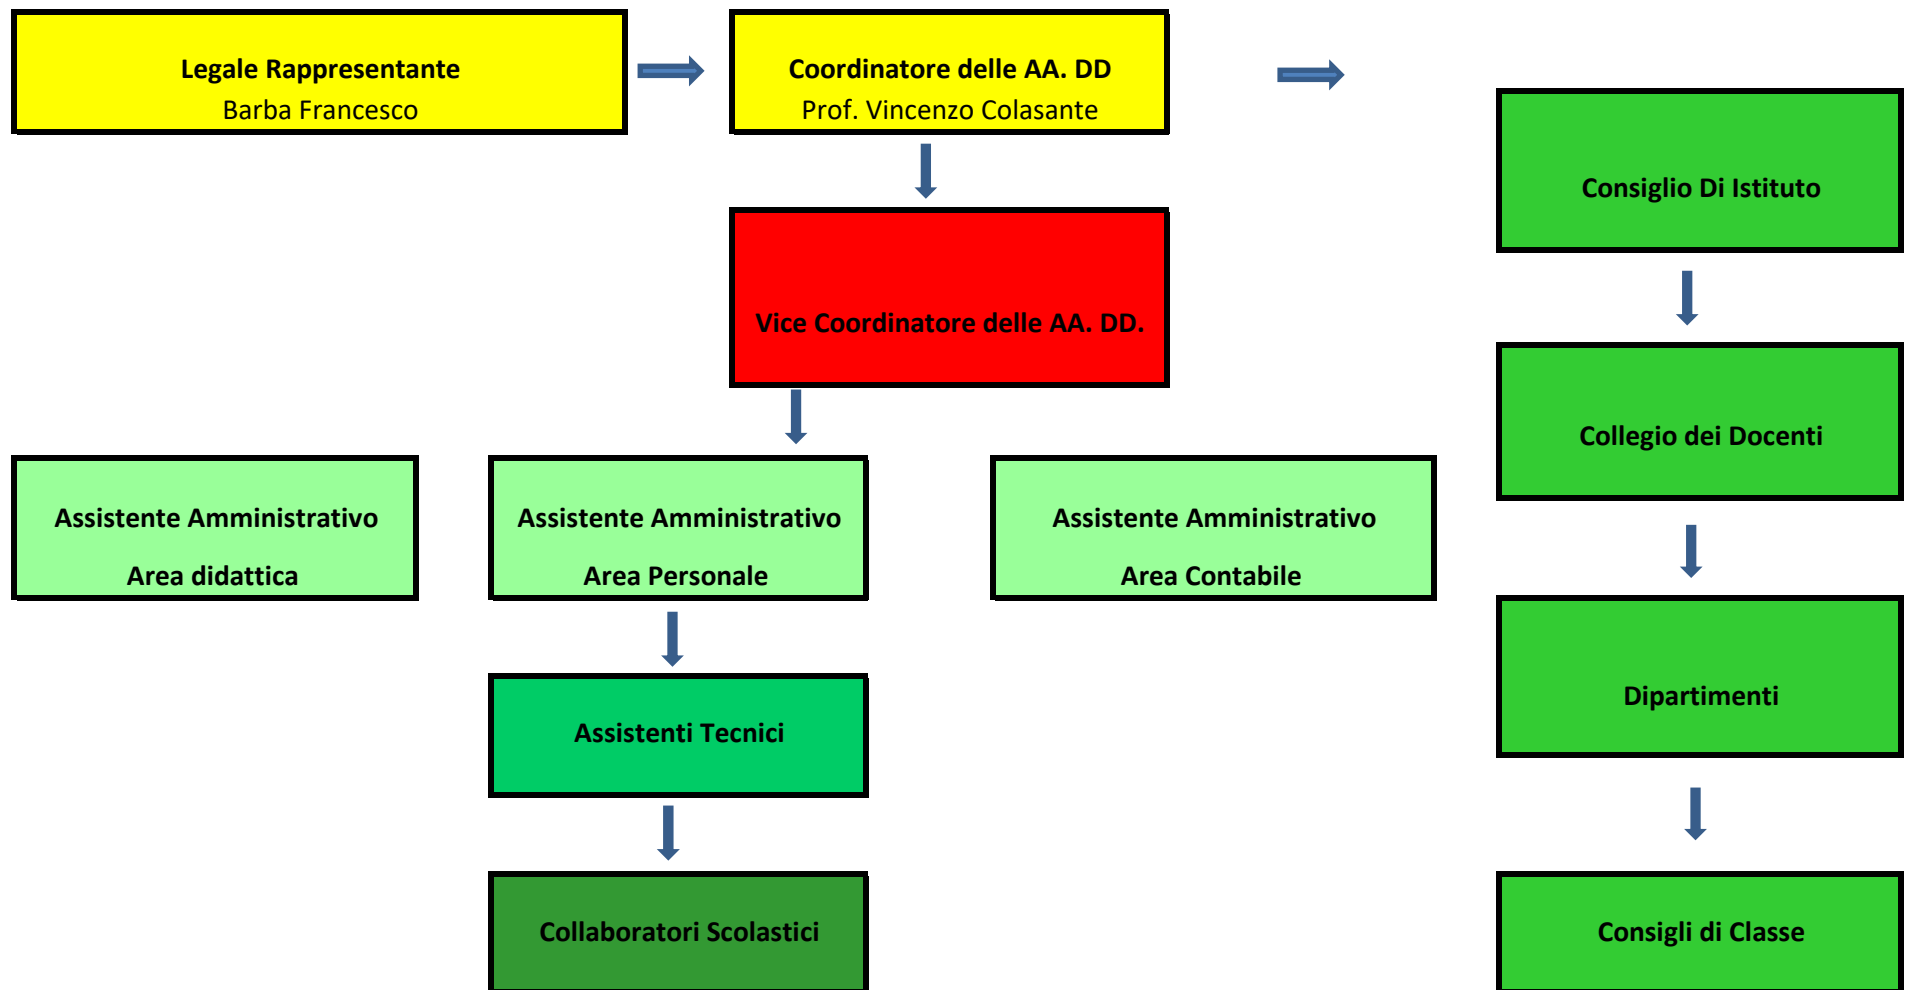 Legale Rappresentante
Barba Francesco
Coordinatore delle AA. DD
Prof. Vincenzo Colasante
Consiglio Di Istituto
Vice Coordinatore delle AA. DD.
Collegio dei Docenti
Assistente Amministrativo
Area didattica
Assistente Amministrativo
Area Personale
Assistente Amministrativo
Area Contabile
Dipartimenti
Assistenti Tecnici
Collaboratori Scolastici
Consigli di Classe